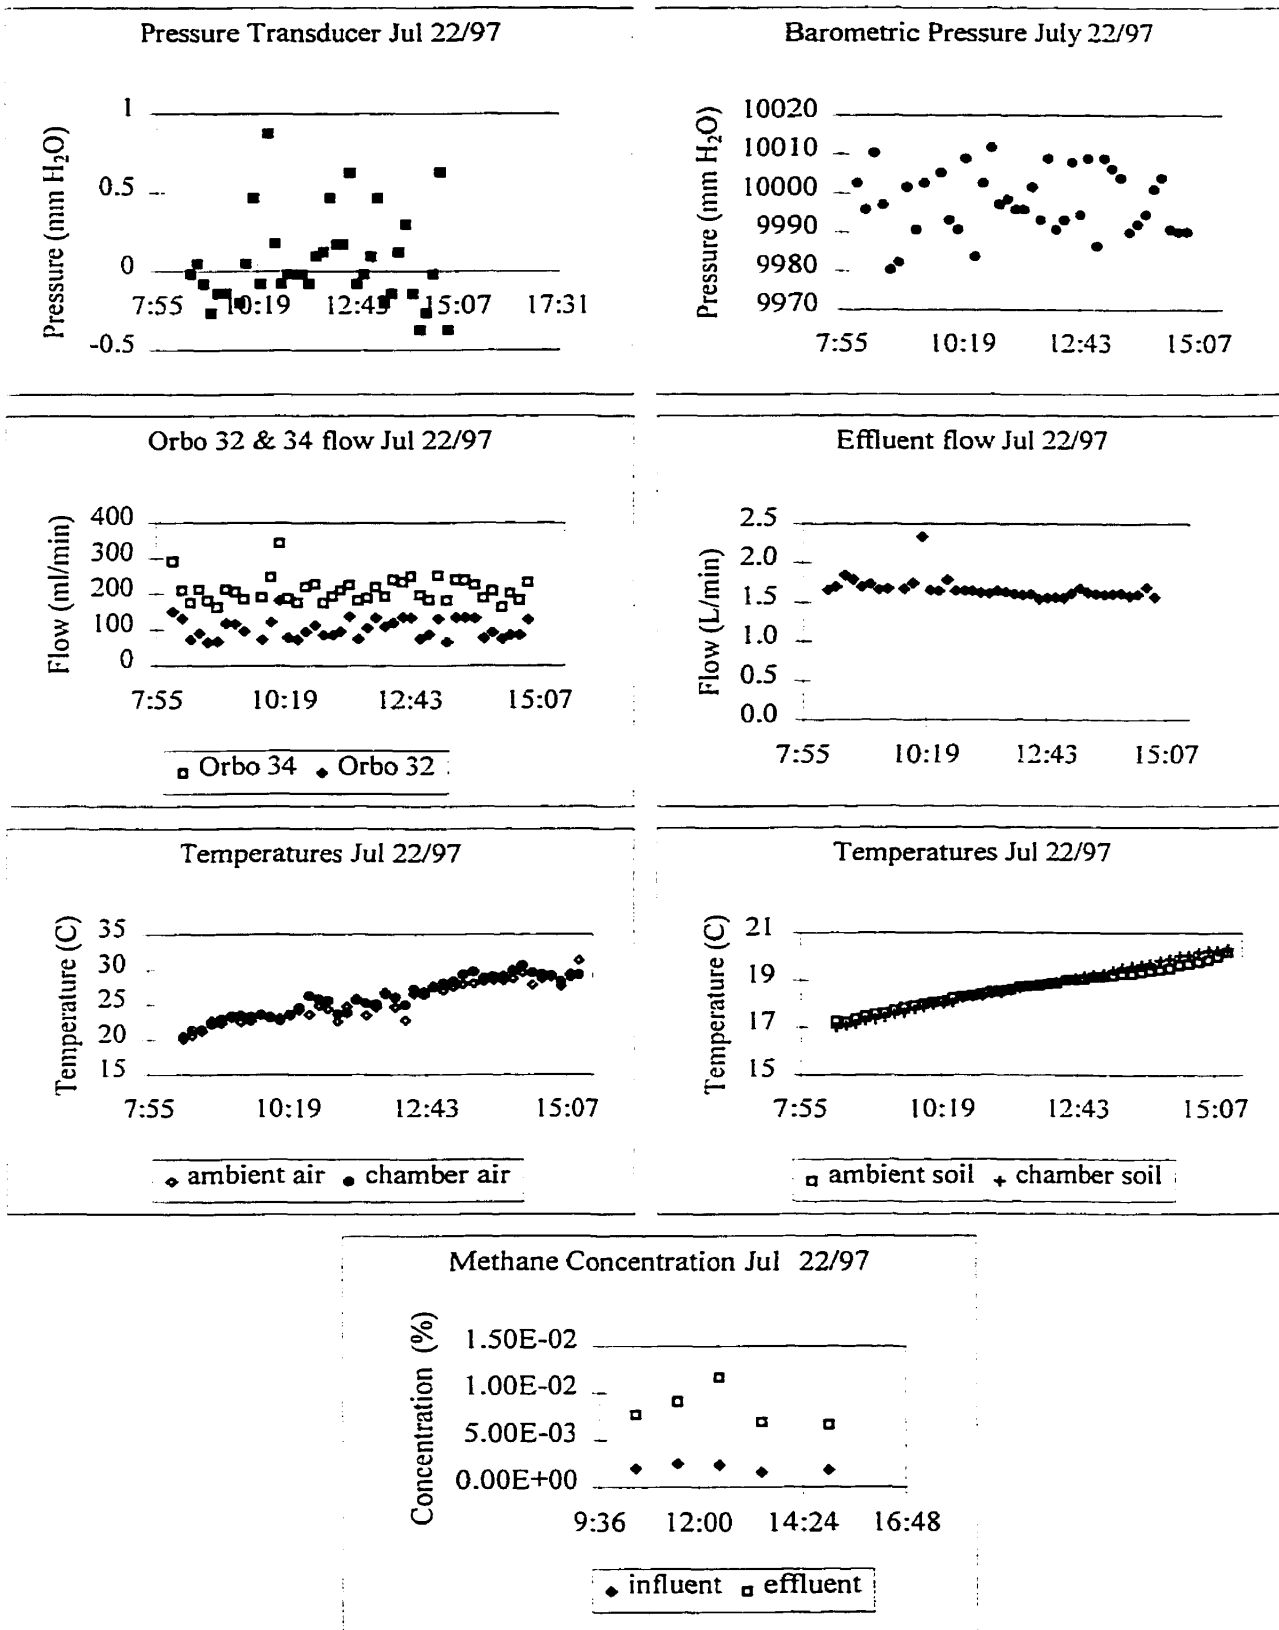 Pressure Transducer Jul 22/97
Pressure (mm H₂O)
1
0.5
0
-0.5
7:55 10:19 12:43 15:07 17:31
Barometric Pressure July 22/97
Pressure (mm H₂O)
10020
10010
10000
9990
9980
9970
7:55 10:19 12:43 15:07
Orbo 32 & 34 flow Jul 22/97
Flow (ml/min)
400
300
200
100
0
7:55 10:19 12:43 15:07
Orbo 34 Orbo 32
Effluent flow Jul 22/97
Flow (L/min)
2.5
2.0
1.5
1.0
0.5
0.0
7:55 10:19 12:43 15:07
Temperatures Jul 22/97
Temperature (C)
35
30
25
20
15
7:55 10:19 12:43 15:07
ambient air chamber air
Temperatures Jul 22/97
Temperature (C)
21
19
17
15
7:55 10:19 12:43 15:07
ambient soil chamber soil
Methane Concentration Jul 22/97
Concentration (%)
1.50E-02
1.00E-02
5.00E-03
0.00E+00
9:36 12:00 14:24 16:48
influent effluent